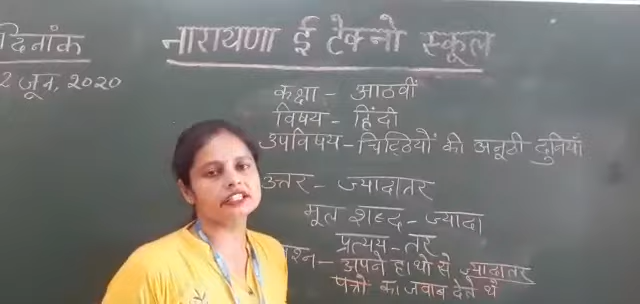 दिनांक
2 जून, २०२०
नारायणा ई टेक्नो स्कूल
कक्षा - आठवीं
विषय - हिंदी
उपविषय - चिट्ठियों की अनूठी दुनियाँ
उत्तर - ज्यादातर
मूल शब्द - ज्यादा
प्रत्यय - तर
अपने हाथो से ज्यादातर
पत्रो का जवाब देते थे